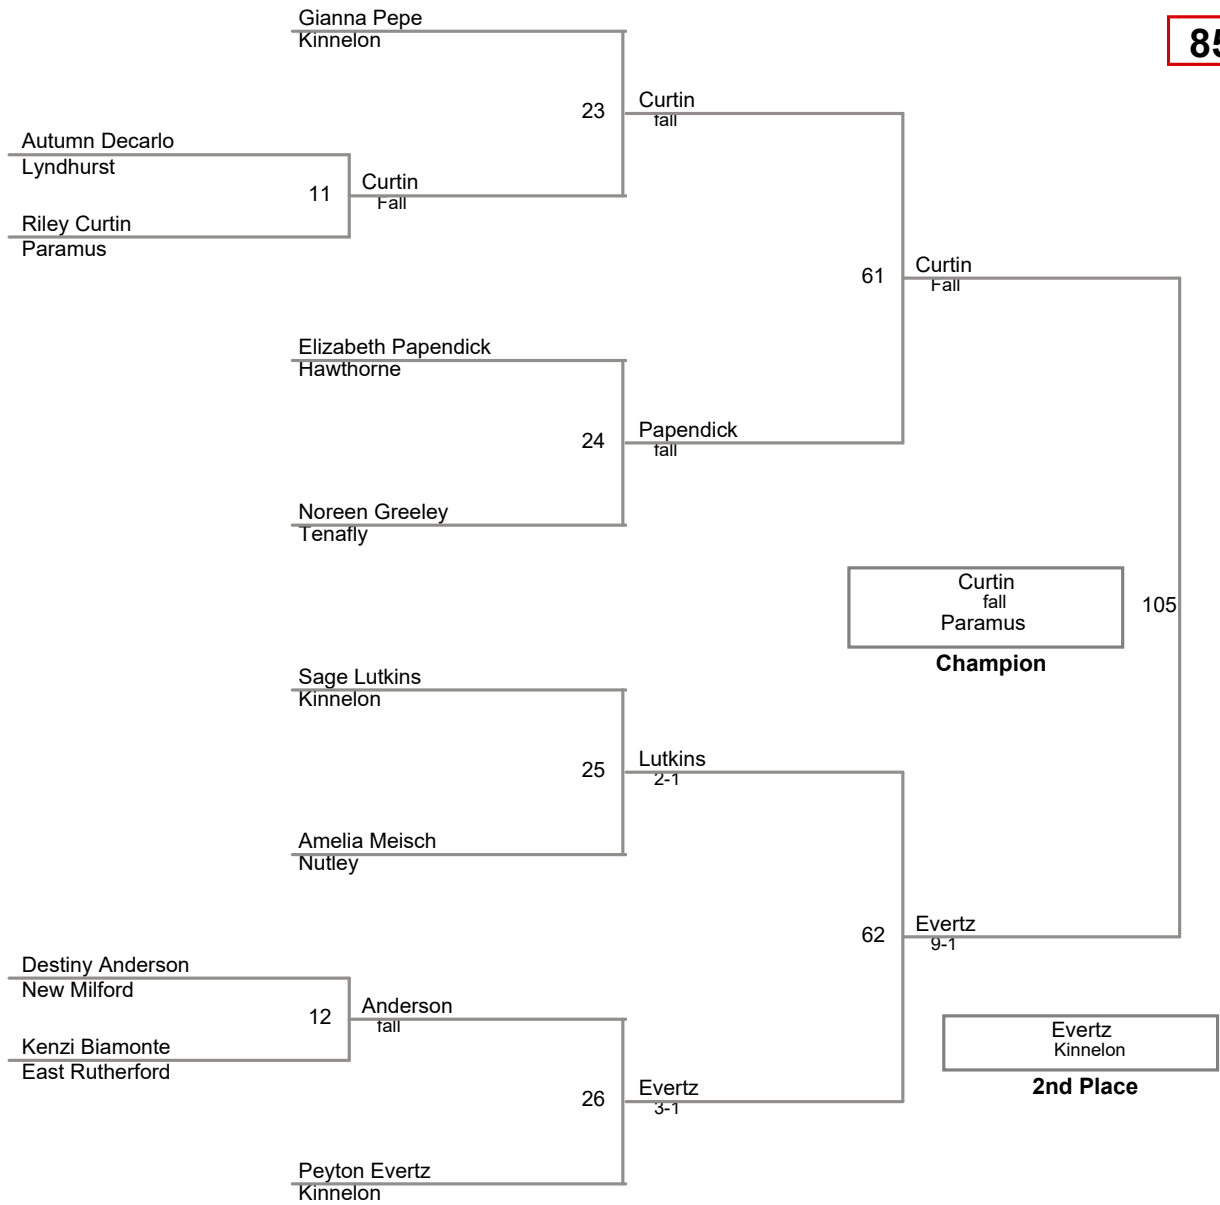 Gianna Pepe
Kinnelon
85
23
Curtin
fall
Autumn Decarlo
Lyndhurst
11
Curtin
Fall
Riley Curtin
Paramus
61
Curtin
Fall
Elizabeth Papendick
Hawthorne
24
Papendick
fall
Noreen Greeley
Tenafly
Curtin
fall
Paramus
105
Champion
Sage Lutkins
Kinnelon
25
Lutkins
2-1
Amelia Meisch
Nutley
62
Evertz
9-1
Destiny Anderson
New Milford
12
Anderson
fall
Kenzi Biamonte
East Rutherford
Evertz
Kinnelon
2nd Place
26
Evertz
3-1
Peyton Evertz
Kinnelon